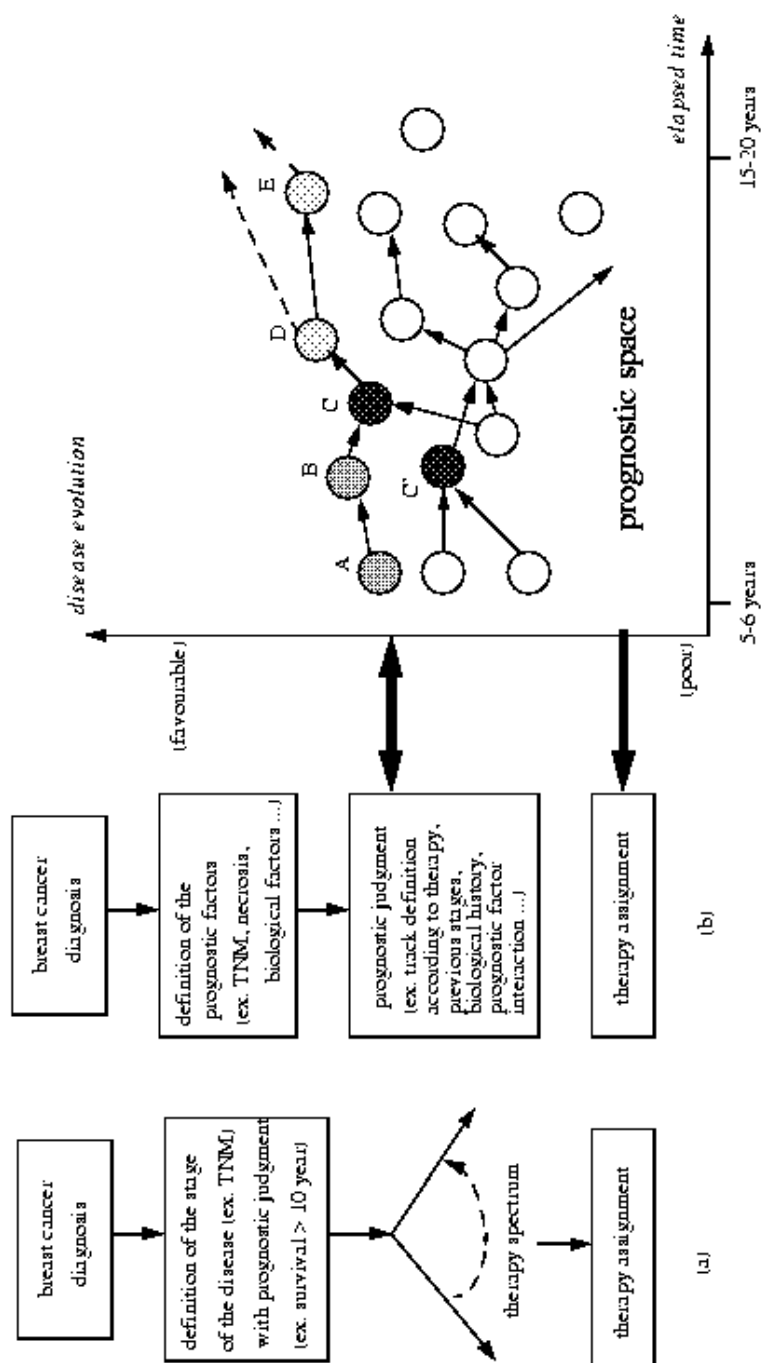 breast cancer
diagnosis
definition of the stage
of the disease (ex. TNM)
with prognostic judgment
(ex. survival > 10 year)
therapy spectrum
therapy assignment
(a)
breast cancer
diagnosis
definition of the
prognostic factors
(ex. TNM, necrosis,
biological factors ...)
prognostic judgment
(ex. track definition
according to therapy,
previous stages,
biological history,
prognostic factor
interaction ...)
therapy assignment
(b)
disease evolution
(favourable)
(poor)
A
B
C
C'
D
E
prognostic space
elapsed time
5-6 years
15-20 years